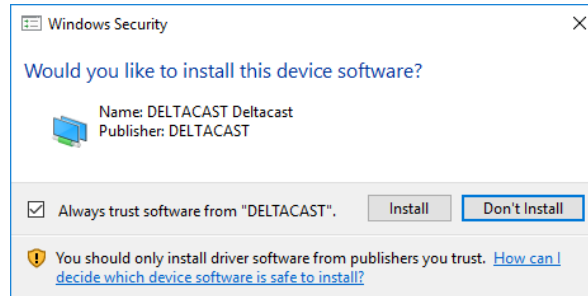 Windows Security
Would you like to install this device software?
Name: DELTACAST Deltacast
Publisher: DELTACAST
Always trust software from "DELTACAST".
Install
Don't Install
You should only install driver software from publishers you trust. How can I
decide which device software is safe to install?